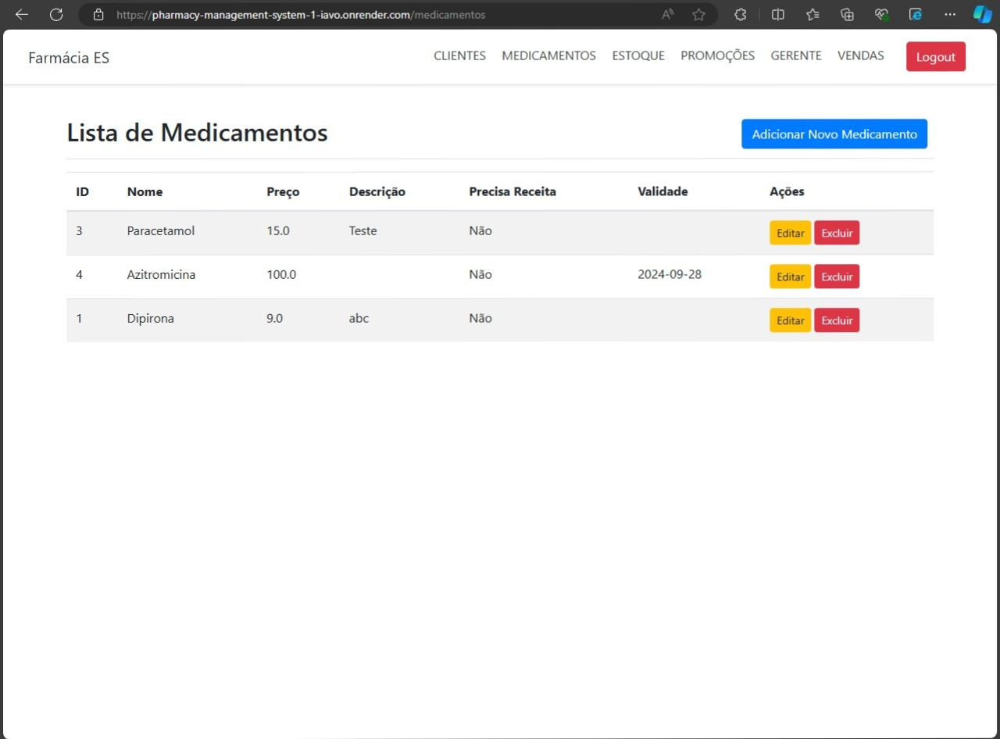 https://pharmacy-management-system-1-iavo.onrender.com/medicamentos
Farmácia ES CLIENTES MEDICAMENTOS ESTOQUE PROMOÇÕES GERENTE VENDAS Logout
Lista de Medicamentos Adicionar Novo Medicamento
ID Nome Preço Descrição Precisa Receita Validade Ações
3 Paracetamol 15.0 Teste Não Editar Excluir
4 Azitromicina 100.0 Não 2024-09-28 Editar Excluir
1 Dipirona 9.0 abc Não Editar Excluir